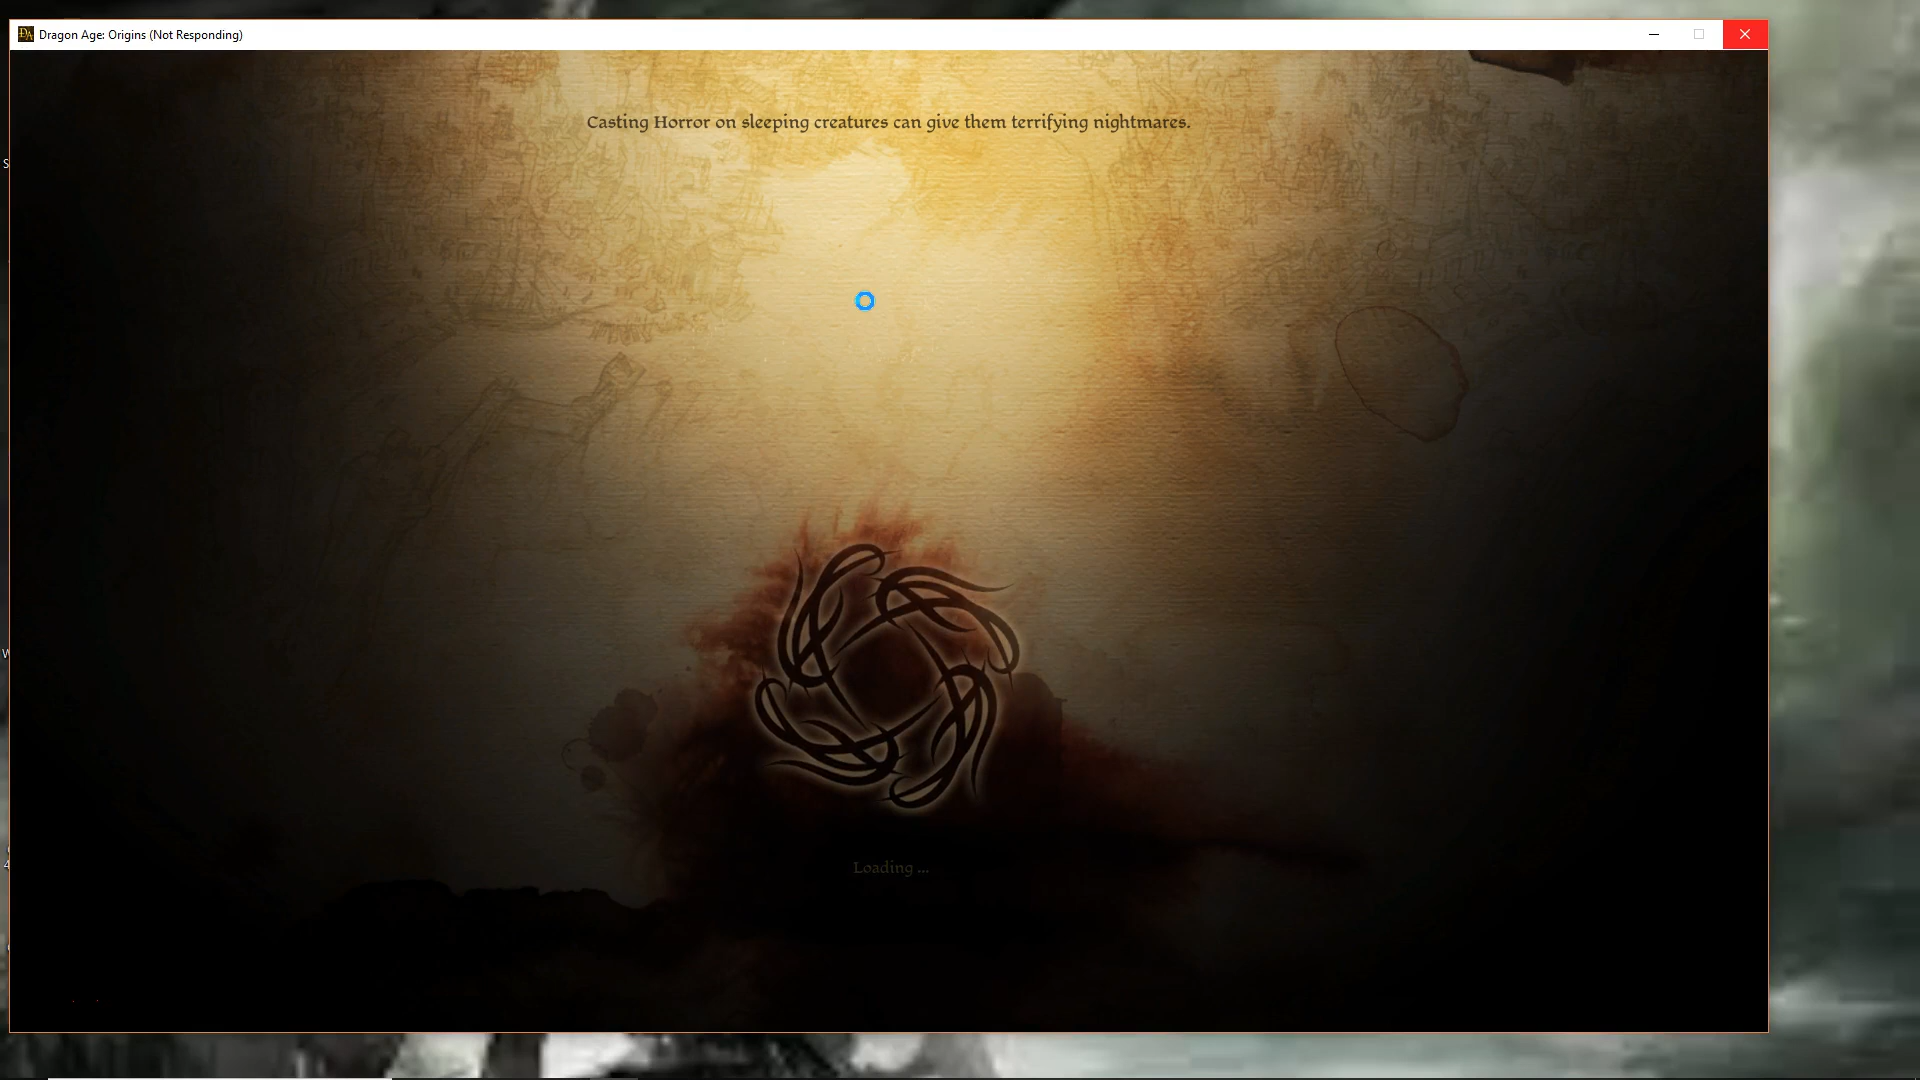 Dragon Age: Origins (Not Responding)
Casting Horror on sleeping creatures can give them terrifying nightmares.
Loading ...